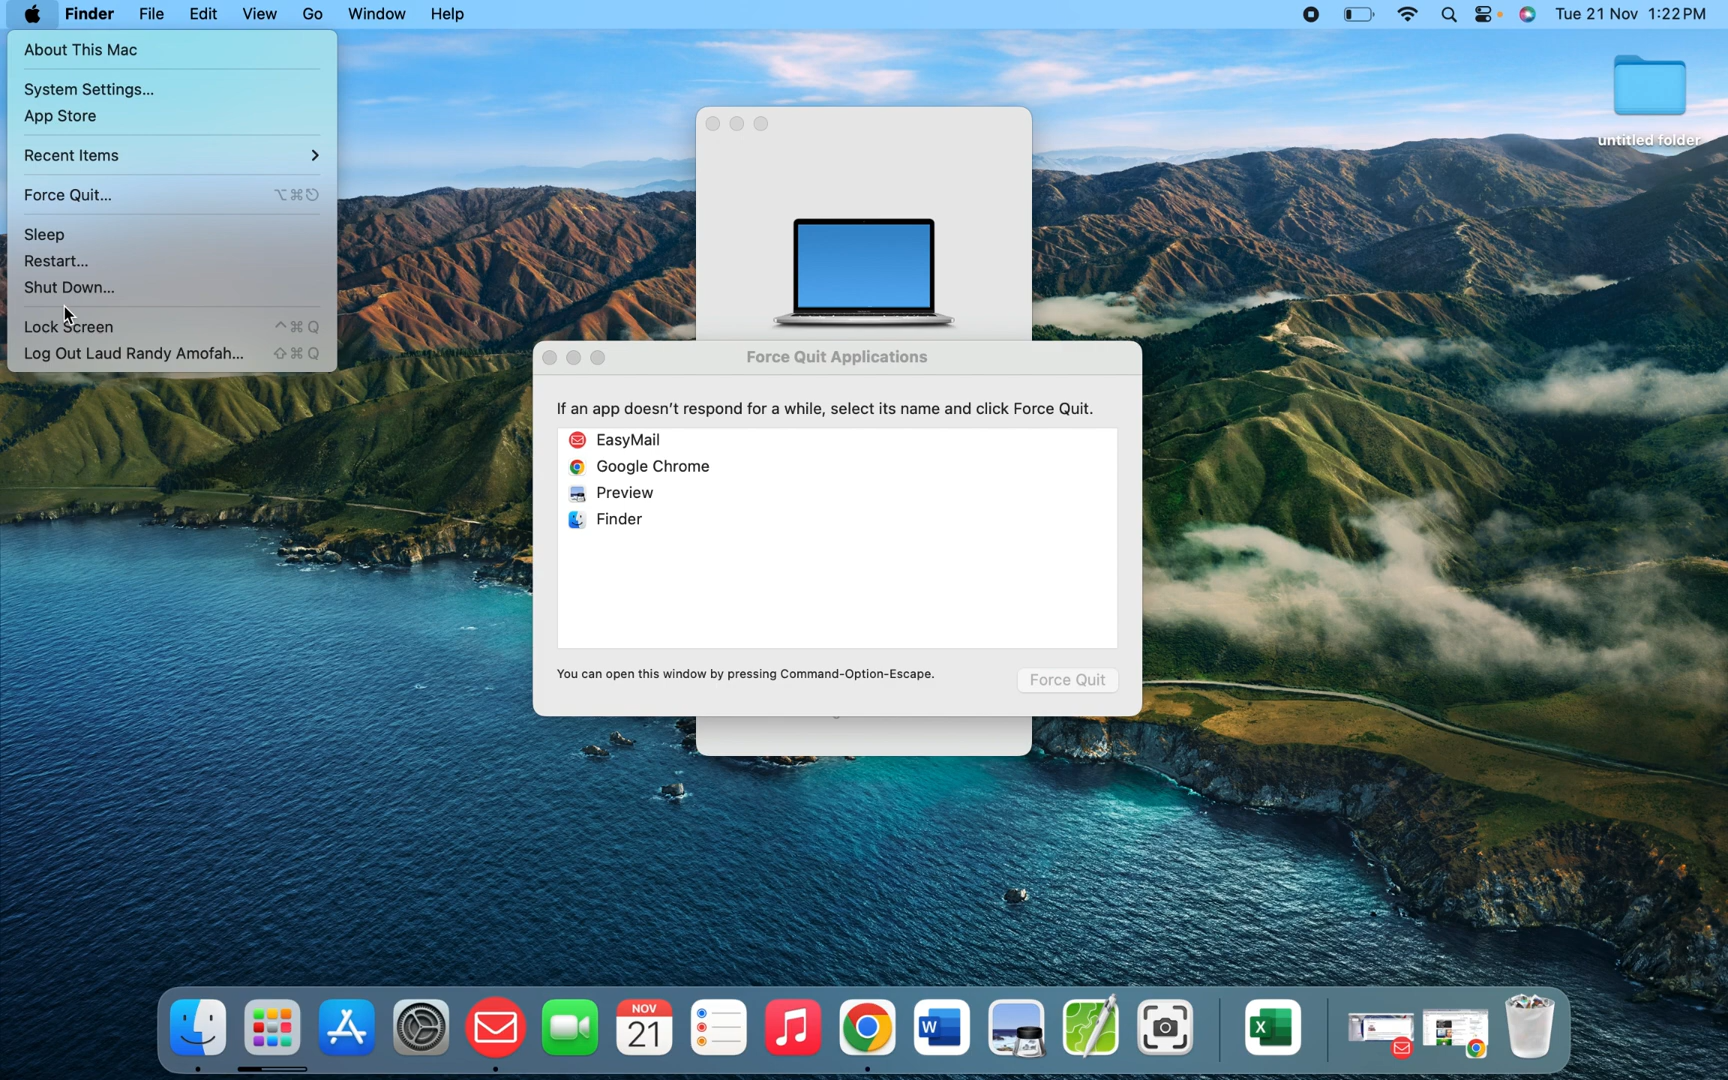 Finder File Edit View Go Window Help
Tue 21 Nov 1:22 PM
About This Mac
System Settings...
App Store
Recent Items
Force Quit... ⌥⌘⎋
Sleep
Restart...
Shut Down...
Lock Screen ^⌘Q
Log Out Laud Randy Amofah... ⇧⌘Q
untitled folder
Force Quit Applications
If an app doesn't respond for a while, select its name and click Force Quit.
EasyMail
Google Chrome
Preview
Finder
You can open this window by pressing Command-Option-Escape.
Force Quit
NOV
21
W
X